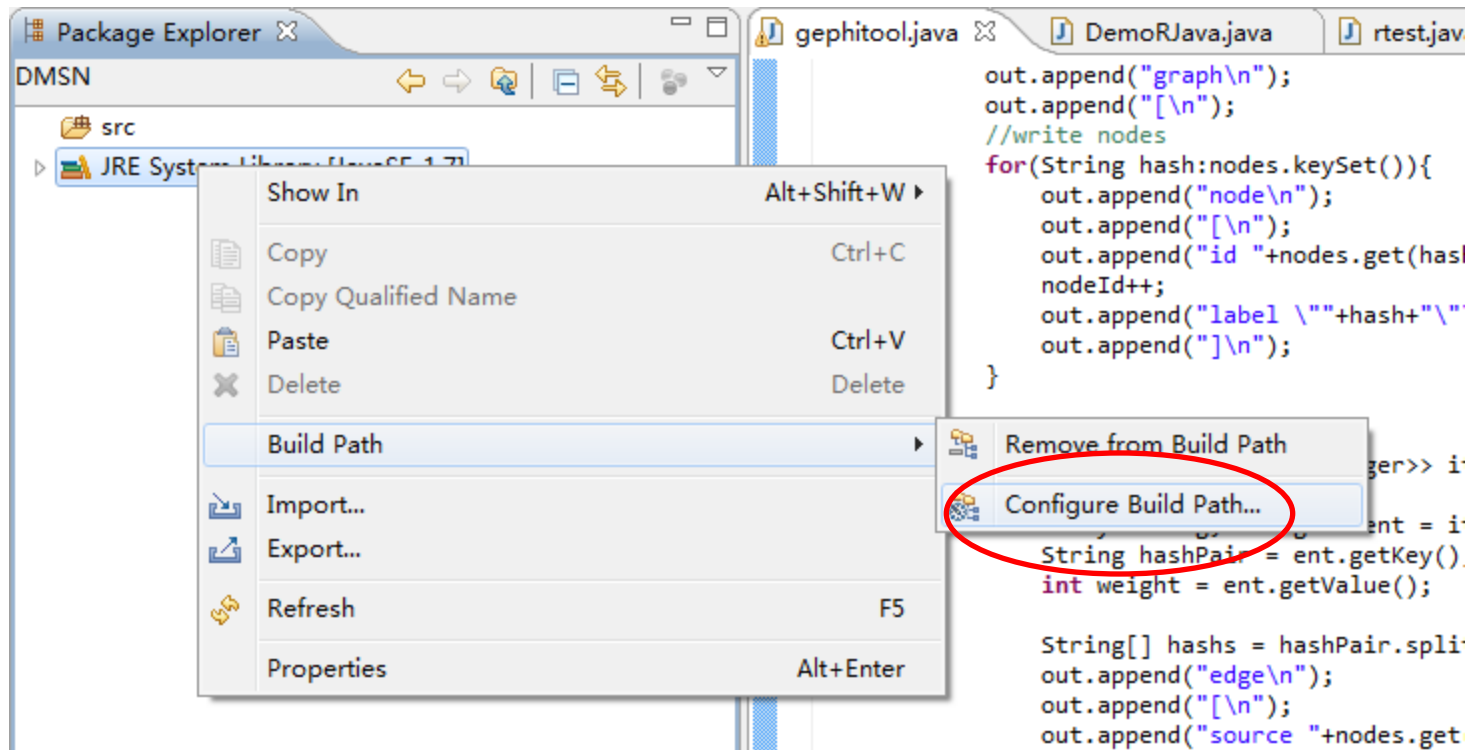 Package Explorer
DMSN
src
JRE System Library [JavaSE-1.7]
Show In Alt+Shift+W
Copy Ctrl+C
Copy Qualified Name
Paste Ctrl+V
Delete Delete
Build Path
Import...
Export...
Refresh F5
Properties Alt+Enter
Remove from Build Path
Configure Build Path...
gephitool.java DemoRJava.java rtest.jav
out.append("graph\n");
out.append("[\n");
//write nodes
for(String hash:nodes.keySet()){
out.append("node\n");
out.append("[\n");
out.append("id "+nodes.get(hash
nodeId++;
out.append("label \""+hash+"\"
out.append("]\n");
}
ger>> it
ent = it
String hashPair = ent.getKey()
int weight = ent.getValue();
String[] hashs = hashPair.split
out.append("edge\n");
out.append("[\n");
out.append("source "+nodes.get